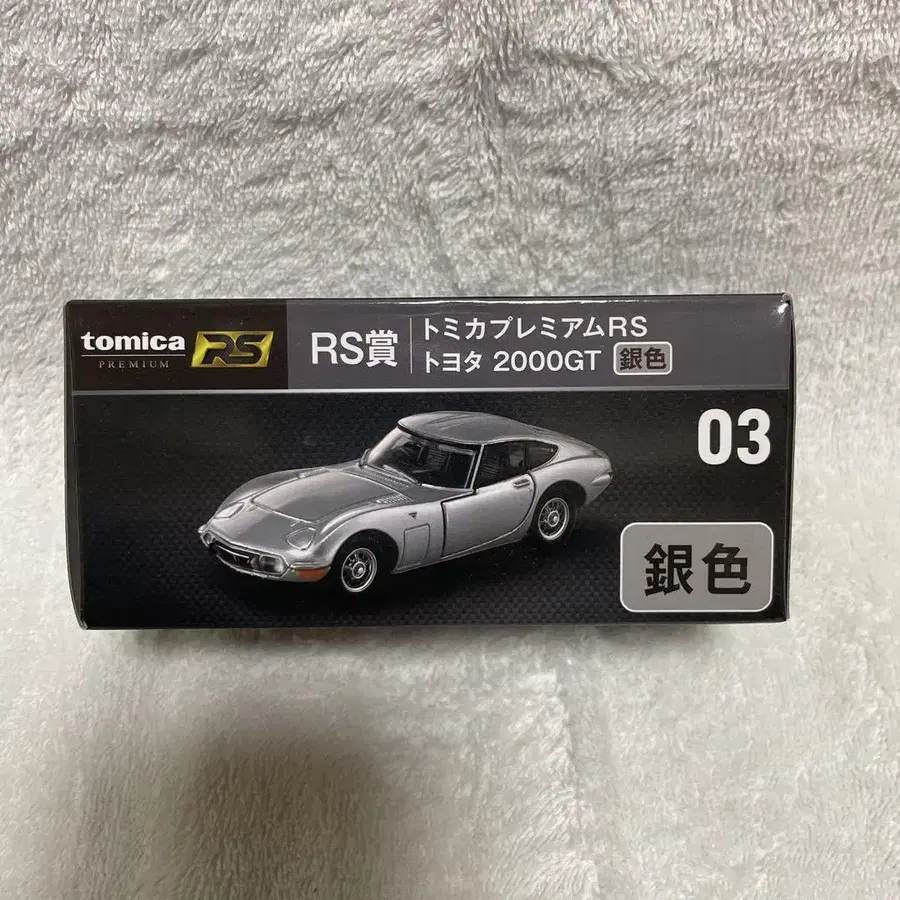 tomica
PREMIUM
RS
RS賞
トミカプレミアムRS
トヨタ 2000GT 銀色
03
銀色